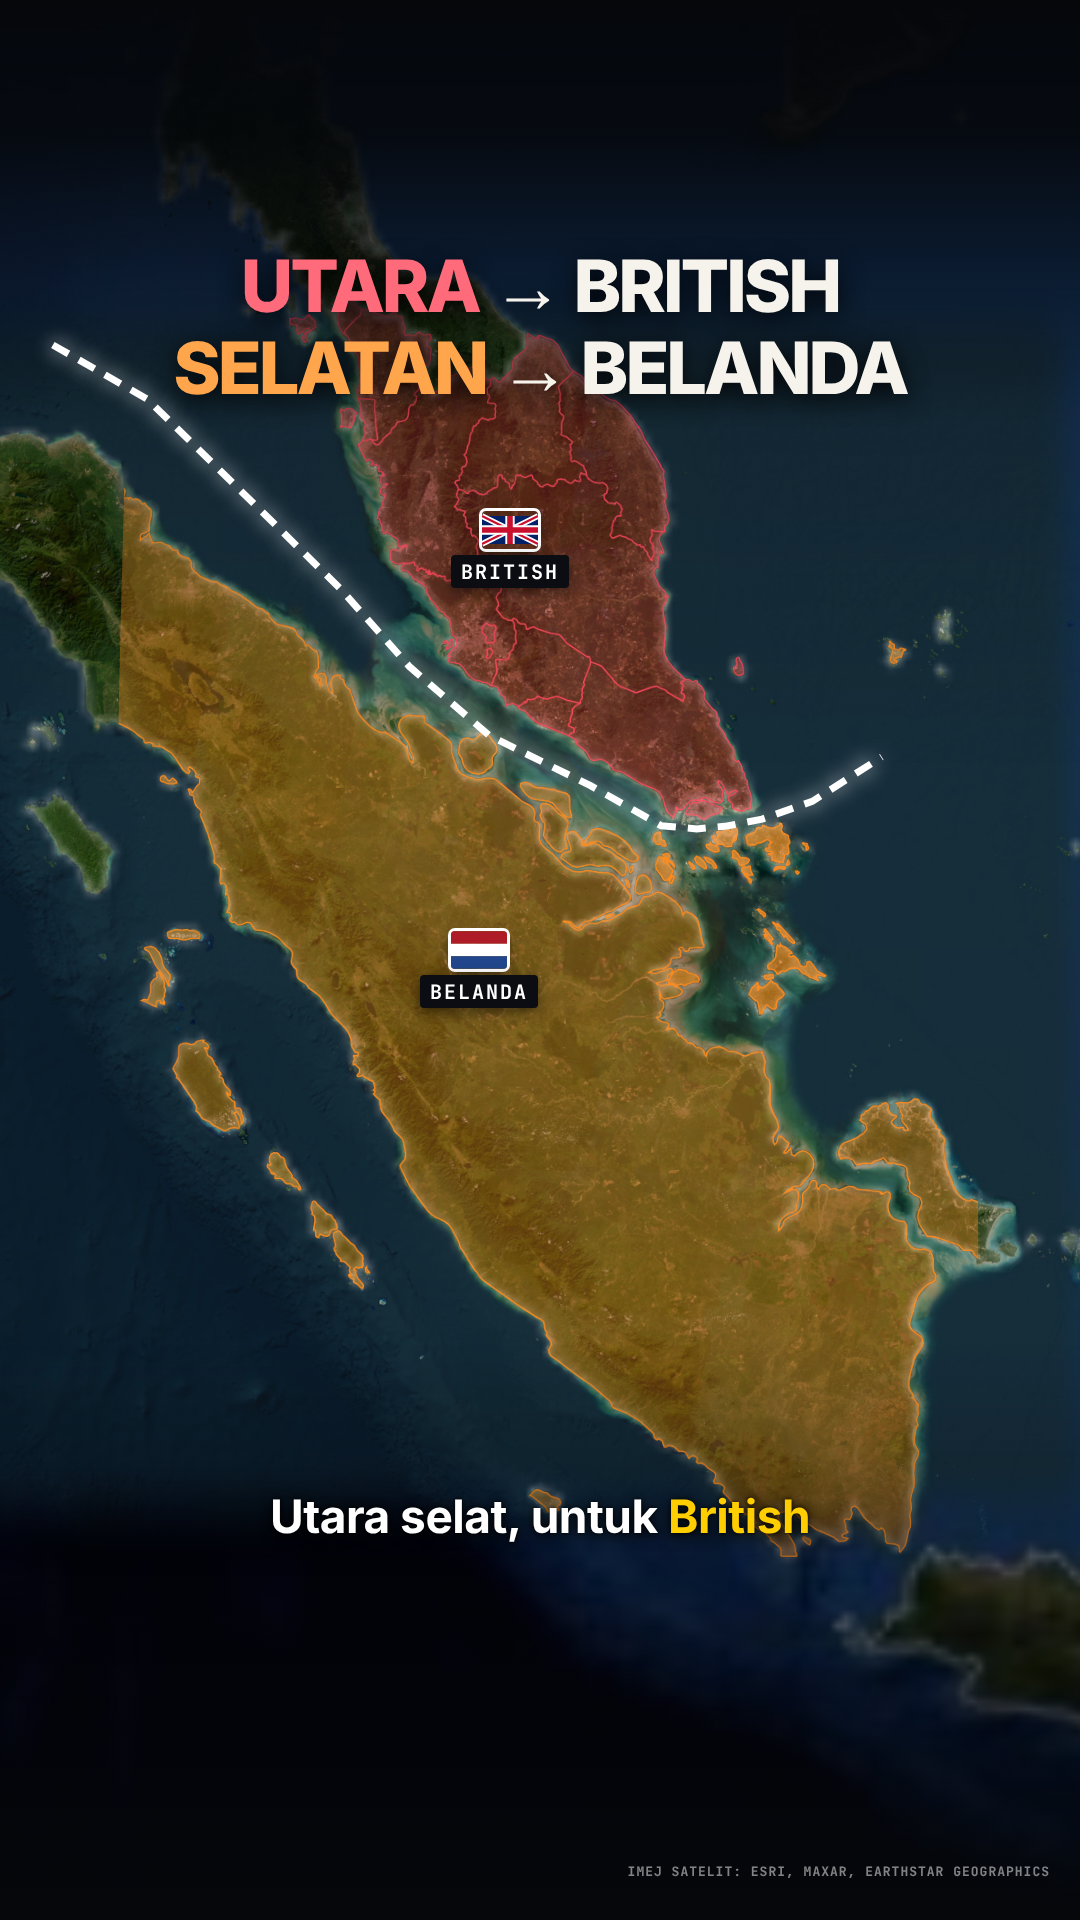 UTARA → BRITISH
SELATAN → BELANDA
BRITISH
BELANDA
Utara selat, untuk British
IMEJ SATELIT: ESRI, MAXAR, EARTHSTAR GEOGRAPHICS